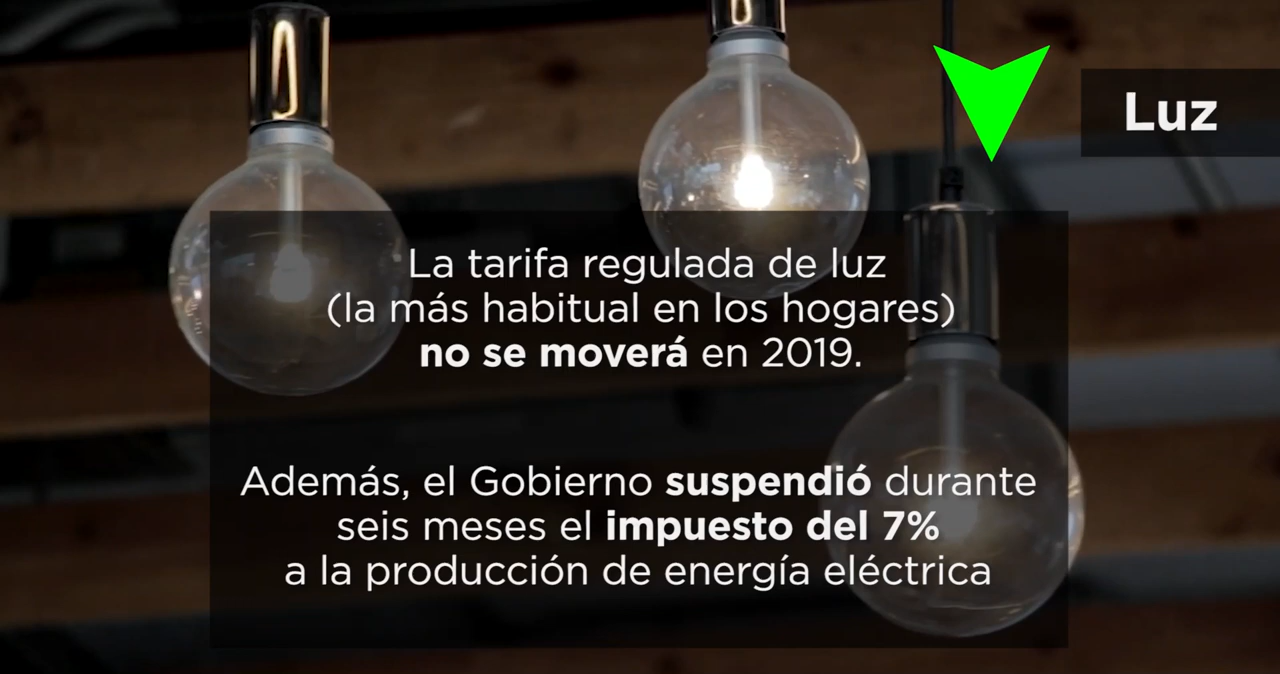 Luz
La tarifa regulada de luz
(la más habitual en los hogares)
no se moverá en 2019.
Además, el Gobierno suspendió durante
seis meses el impuesto del 7%
a la producción de energía eléctrica